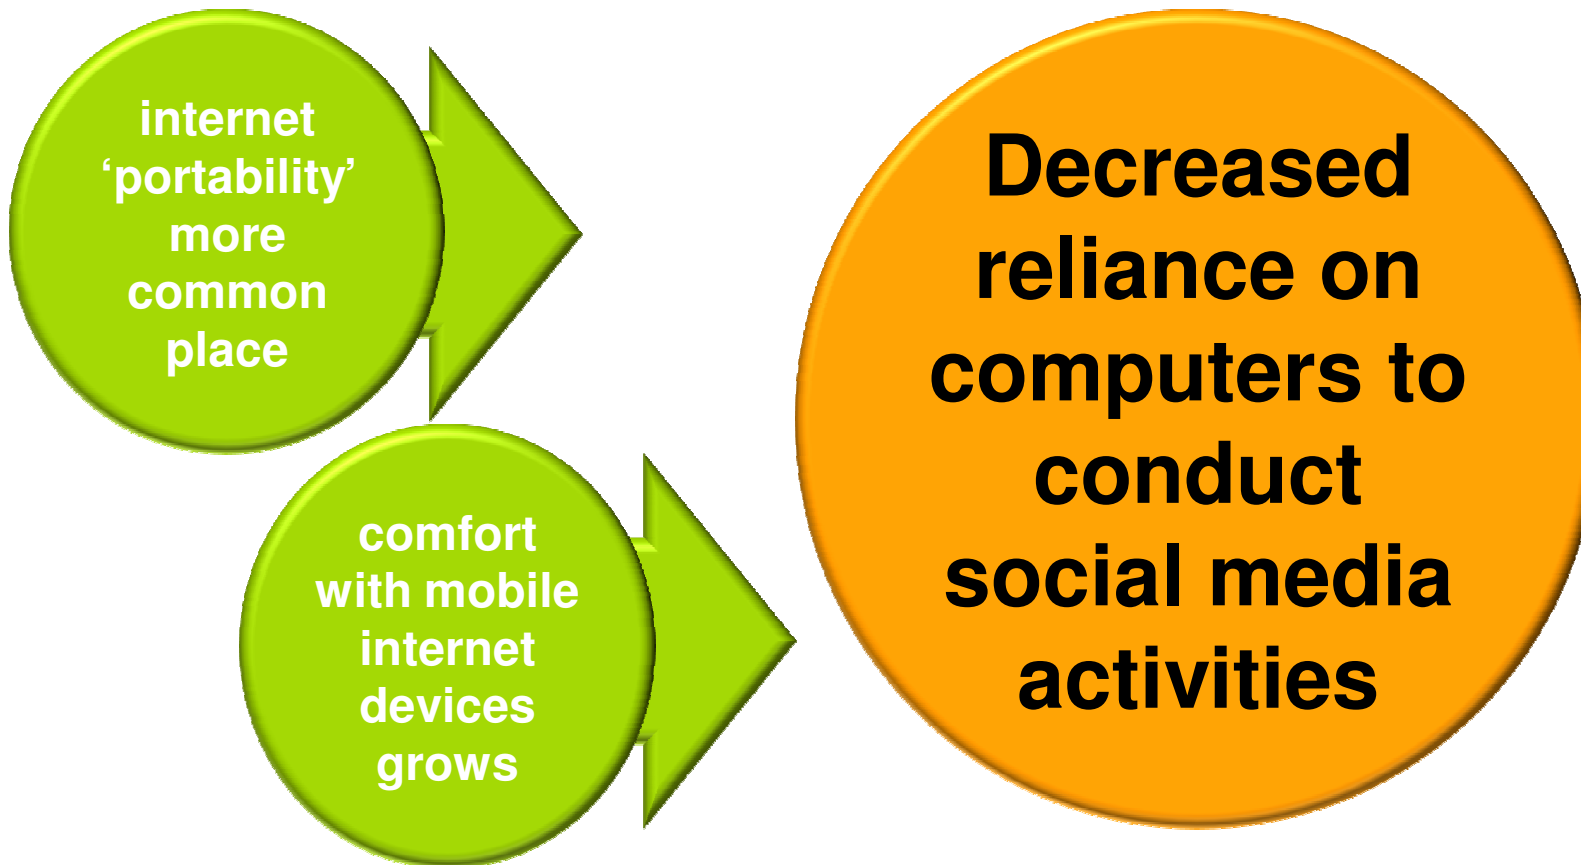 internet
‘portability’
more
common
place
comfort
with mobile
internet
devices
grows
Decreased
reliance on
computers to
conduct
social media
activities